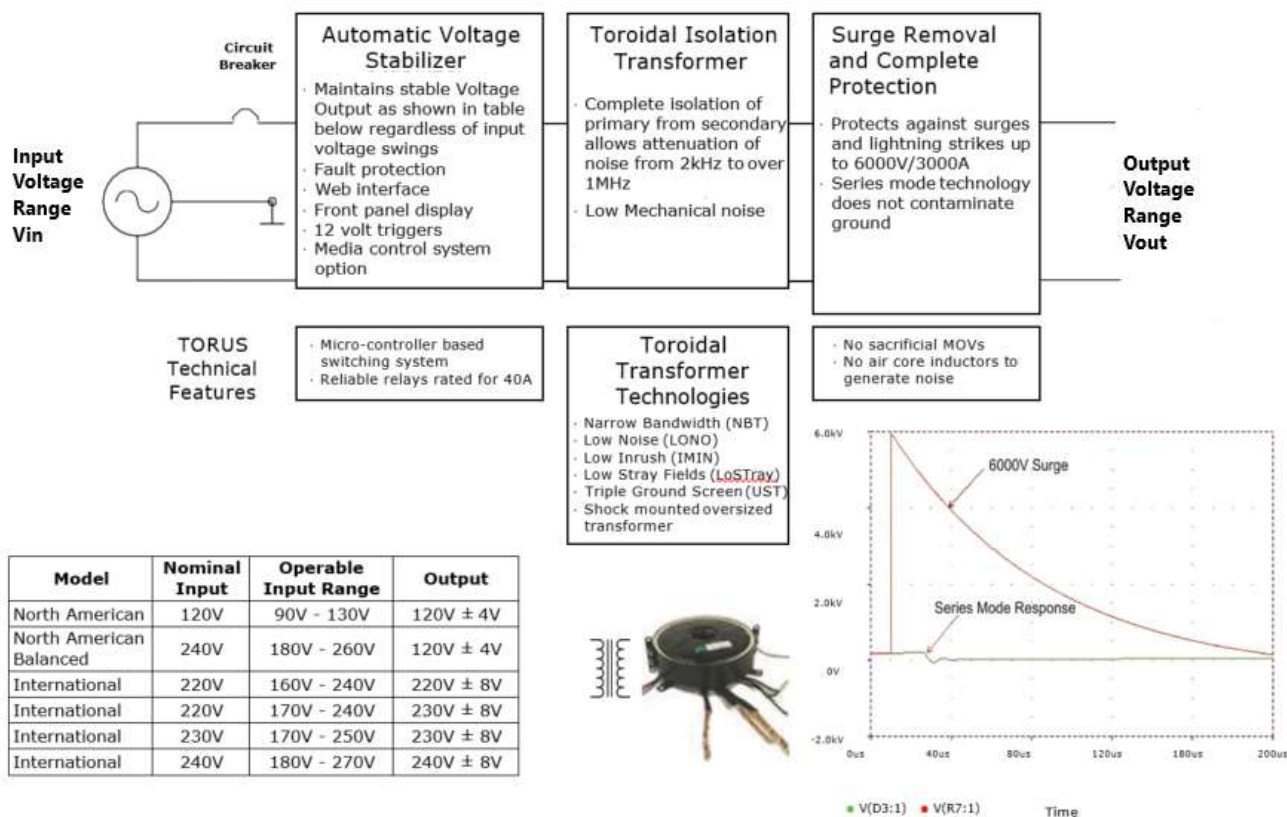 Circuit
Breaker
Input
Voltage
Range
Vin
Automatic Voltage
Stabilizer
· Maintains stable Voltage
Output as shown in table
below regardless of input
voltage swings
· Fault protection
· Web interface
· Front panel display
· 12 volt triggers
· Media control system
option
Toroidal Isolation
Transformer
· Complete isolation of
primary from secondary
allows attenuation of
noise from 2kHz to over
1MHz
· Low Mechanical noise
Surge Removal
and Complete
Protection
· Protects against surges
and lightning strikes up
to 6000V/3000A
· Series mode technology
does not contaminate
ground
Output
Voltage
Range
Vout
TORUS
Technical
Features
· Micro-controller based
switching system
· Reliable relays rated for 40A
Toroidal
Transformer
Technologies
· Narrow Bandwidth (NBT)
· Low Noise (LONO)
· Low Inrush (IMIN)
· Low Stray Fields (LoSTray)
· Triple Ground Screen (UST)
· Shock mounted oversized
transformer
· No sacrificial MOVs
· No air core inductors to
generate noise
Model Nominal Input Operable Input Range Output
North American 120V 90V - 130V 120V ± 4V
North American Balanced 240V 180V - 260V 120V ± 4V
International 220V 160V - 240V 220V ± 8V
International 220V 170V - 240V 230V ± 8V
International 230V 170V - 250V 230V ± 8V
International 240V 180V - 270V 240V ± 8V
6.0kV
4.0kV
2.0kV
0V
-2.0kV
6000V Surge
Series Mode Response
0us 40us 80us 120us 180us 200us
V(D3:1) V(R7:1) Time